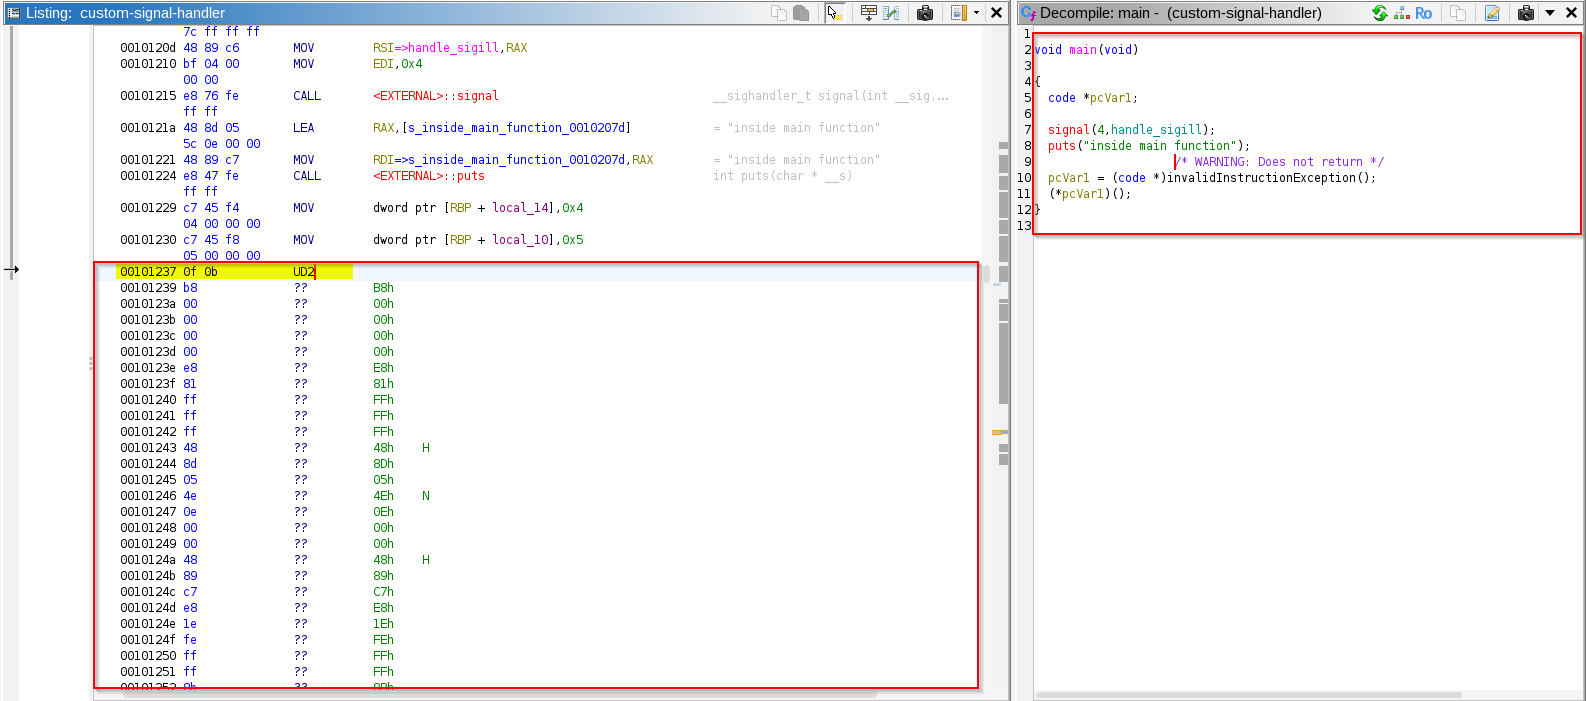 Listing: custom-signal-handler
7c ff ff ff
0010120d 48 89 c6 MOV RSI=>handle_sigill,RAX
00101210 bf 04 00 MOV EDI,0x4
00 00
00101215 e8 76 fe CALL <EXTERNAL>::signal __sighandler_t signal(int __sig,...
ff ff
0010121a 48 8d 05 LEA RAX,[s_inside_main_function_0010207d] = "inside main function"
5c 0e 00 00
00101221 48 89 c7 MOV RDI=>s_inside_main_function_0010207d,RAX = "inside main function"
00101224 e8 47 fe CALL <EXTERNAL>::puts int puts(char * __s)
ff ff
00101229 c7 45 f4 MOV dword ptr [RBP + local_14],0x4
04 00 00 00
00101230 c7 45 f8 MOV dword ptr [RBP + local_10],0x5
05 00 00 00
00101237 0f 0b UD2
00101239 b8 ?? B8h
0010123a 00 ?? 00h
0010123b 00 ?? 00h
0010123c 00 ?? 00h
0010123d 00 ?? 00h
0010123e e8 ?? E8h
0010123f 81 ?? 81h
00101240 ff ?? FFh
00101241 ff ?? FFh
00101242 ff ?? FFh
00101243 48 ?? 48h H
00101244 8d ?? 8Dh
00101245 05 ?? 05h
00101246 4e ?? 4Eh N
00101247 0e ?? 0Eh
00101248 00 ?? 00h
00101249 00 ?? 00h
0010124a 48 ?? 48h H
0010124b 89 ?? 89h
0010124c c7 ?? C7h
0010124d e8 ?? E8h
0010124e 1e ?? 1Eh
0010124f fe ?? FEh
00101250 ff ?? FFh
00101251 ff ?? FFh
00101252 8b ?? 8Bh
Decompile: main - (custom-signal-handler)
Ro
1
2 void main(void)
3
4 {
5 code *pcVar1;
6
7 signal(4,handle_sigill);
8 puts("inside main function");
9 /* WARNING: Does not return */
10 pcVar1 = (code *)invalidInstructionException();
11 (*pcVar1)();
12 }
13